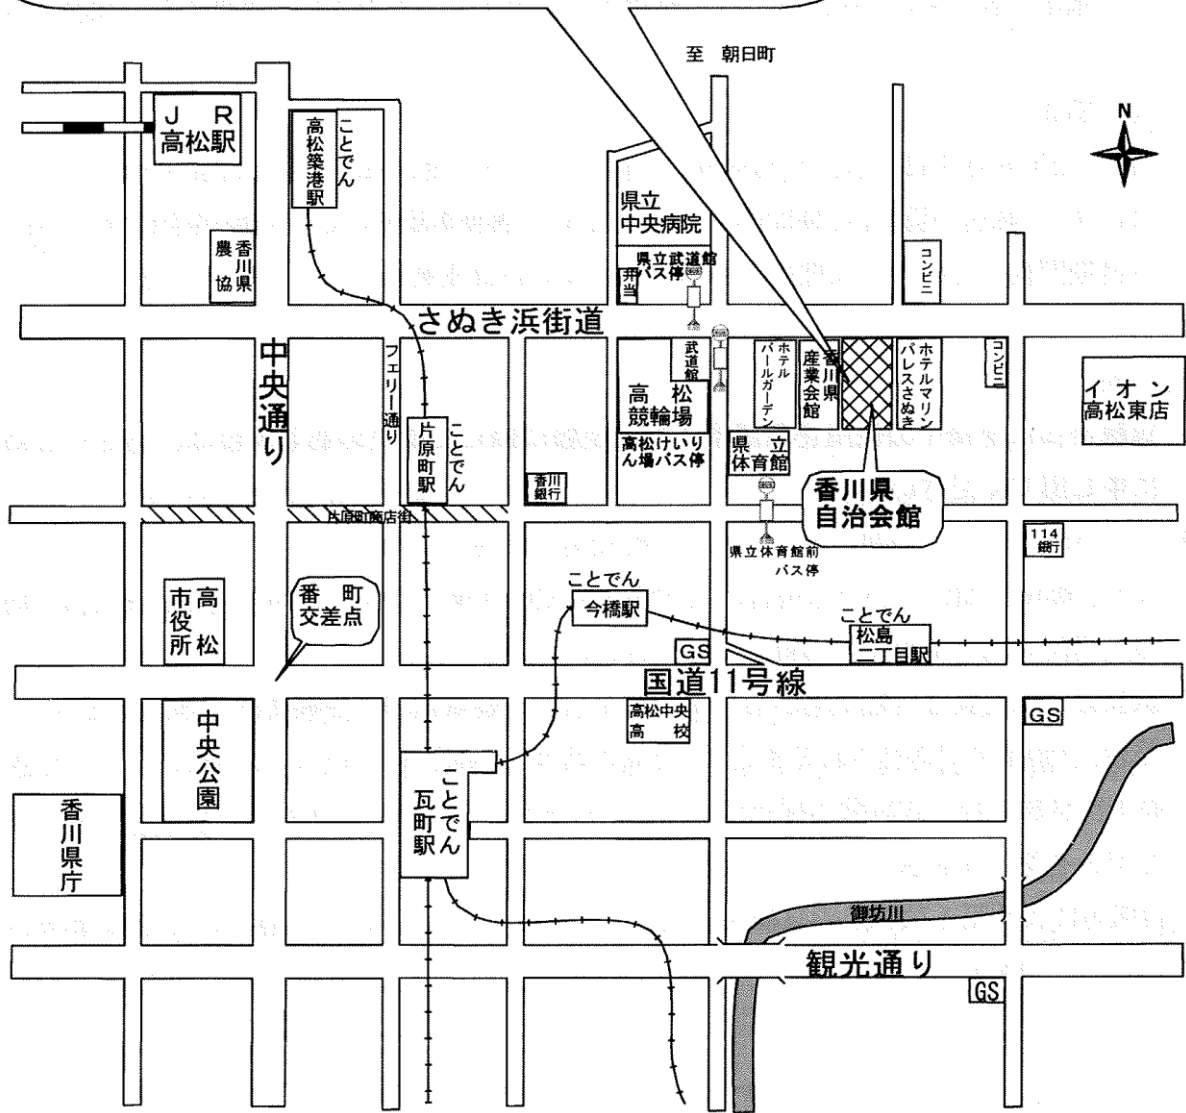 至 朝日町
N
J R
高松駅
ことでん
高松築港駅
県立
中央病院
香川県
農協
県立武道館
バス停
弁当
コンビニ
さぬき浜街道
中央通り
フェリー通り
武道館
高松
競輪場
ホテル
パールガーデン
香川県
産業会館
ホテルマリン
パレスさぬき
コンビニ
イオン
高松東店
ことでん
片原町駅
高松けいり
ん場バス停
県立
体育館
香川
銀行
香川県
自治会館
片原町商店街
114
銀行
県立体育館前
バス停
高松
市役所
番町
交差点
ことでん
今橋駅
ことでん
松島
二丁目駅
GS
国道11号線
中央公園
高松中央
高校
GS
ことでん
瓦町駅
香川県庁
御坊川
観光通り
GS